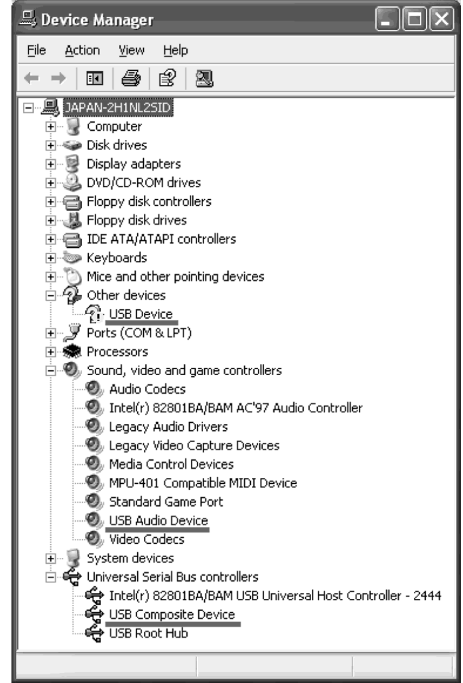 Device Manager
File Action View Help
JAPAN-2H1NL2SID
Computer
Disk drives
Display adapters
DVD/CD-ROM drives
Floppy disk controllers
Floppy disk drives
IDE ATA/ATAPI controllers
Keyboards
Mice and other pointing devices
Other devices
USB Device
Ports (COM & LPT)
Processors
Sound, video and game controllers
Audio Codecs
Intel(r) 82801BA/BAM AC'97 Audio Controller
Legacy Audio Drivers
Legacy Video Capture Devices
Media Control Devices
MPU-401 Compatible MIDI Device
Standard Game Port
USB Audio Device
Video Codecs
System devices
Universal Serial Bus controllers
Intel(r) 82801BA/BAM USB Universal Host Controller - 2444
USB Composite Device
USB Root Hub